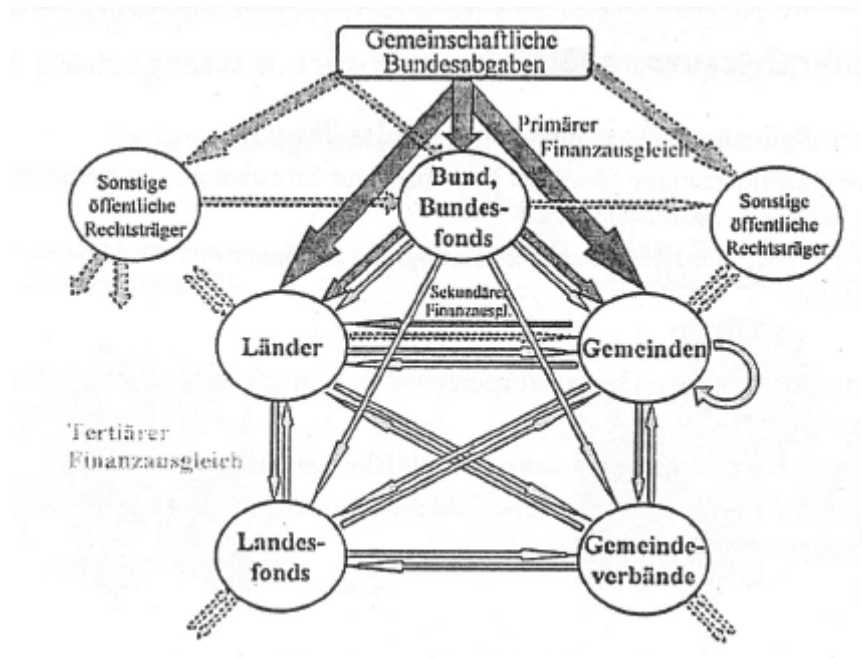 Gemeinschaftliche
Bundesabgaben
Primärer
Finanzausgleich
Sonstige
öffentliche
Rechtsträger
Bund,
Bundes-
fonds
Sonstige
öffentliche
Rechtsträger
Sekundärer
Finanzausgl.
Länder
Gemeinden
Tertiärer
Finanzausgleich
Landes-
fonds
Gemeinde-
verbände